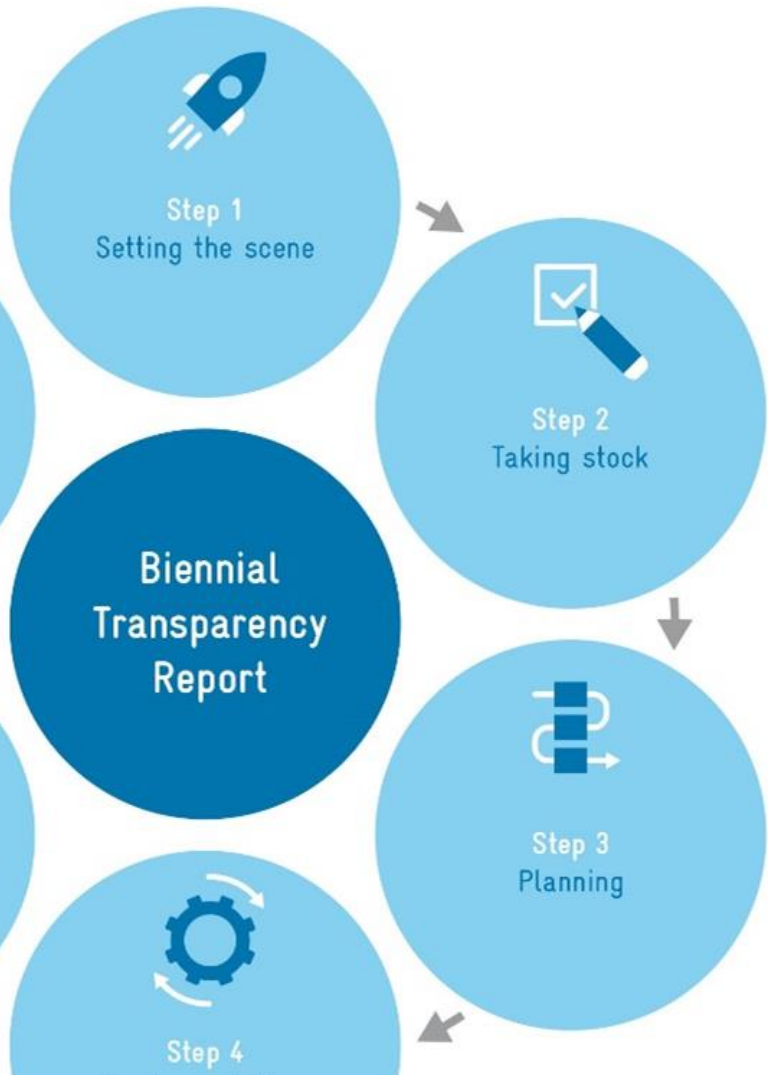 Step 1
Setting the scene
Step 2
Taking stock
Biennial
Transparency
Report
Step 3
Planning
Step 4